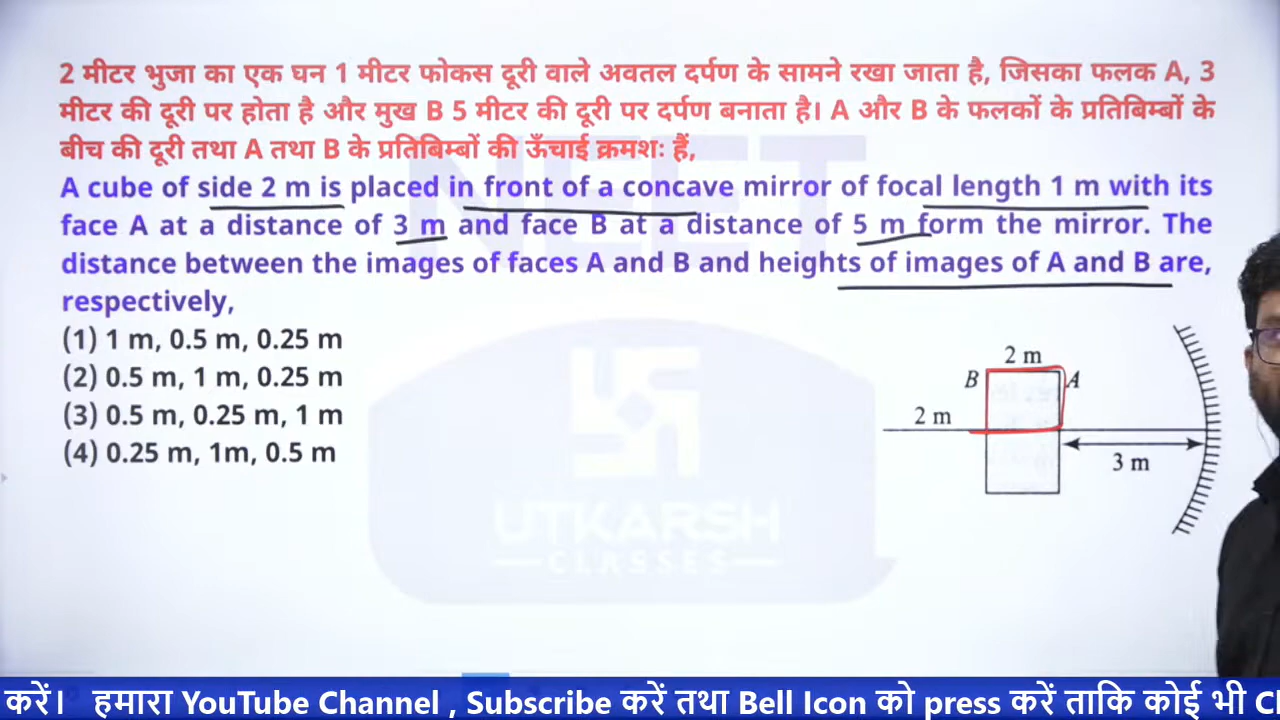 2 मीटर भुजा का एक घन 1 मीटर फोकस दूरी वाले अवतल दर्पण के सामने रखा जाता है, जिसका फलक A, 3
मीटर की दूरी पर होता है और मुख B 5 मीटर की दूरी पर दर्पण बनाता है। A और B के फलकों के प्रतिबिम्बों के
बीच की दूरी तथा A तथा B के प्रतिबिम्बों की ऊँचाई क्रमशः हैं,
A cube of side 2 m is placed in front of a concave mirror of focal length 1 m with its
face A at a distance of 3 m and face B at a distance of 5 m form the mirror. The
distance between the images of faces A and B and heights of images of A and B are,
respectively,
(1) 1 m, 0.5 m, 0.25 m
(2) 0.5 m, 1 m, 0.25 m
(3) 0.5 m, 0.25 m, 1 m
(4) 0.25 m, 1m, 0.5 m
2 m
B
A
2 m
3 m
NEET
UTKARSH
CLASSES
करें। हमारा YouTube Channel , Subscribe करें तथा Bell Icon को press करें ताकि कोई भी